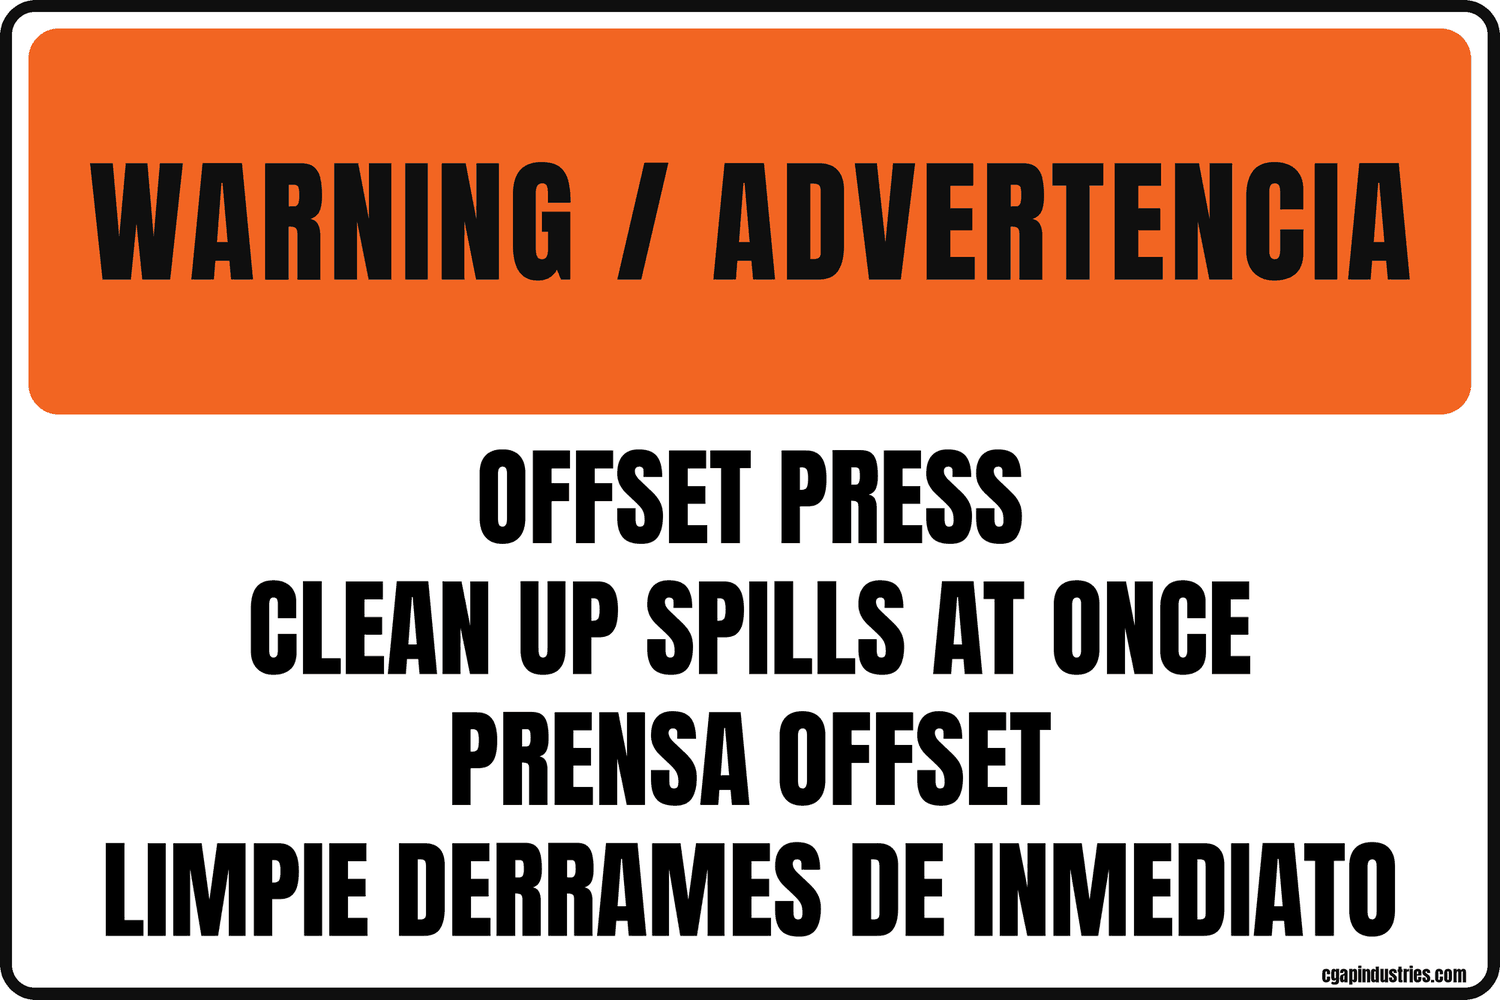 WARNING / ADVERTENCIA
OFFSET PRESS
CLEAN UP SPILLS AT ONCE
PRENSA OFFSET
LIMPIE DERRAMES DE INMEDIATO
cgapindustries.com